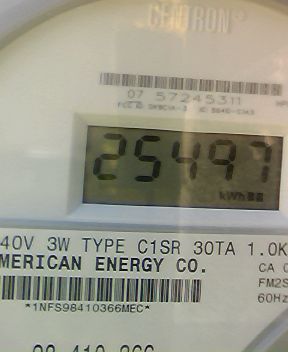 CENTRON®
07 57245311
25497
kWh
40V 3W TYPE C1SR 30TA 1.0K
MERICAN ENERGY CO.
CA 0
FM2S
60Hz
*1NFS98410366MEC*